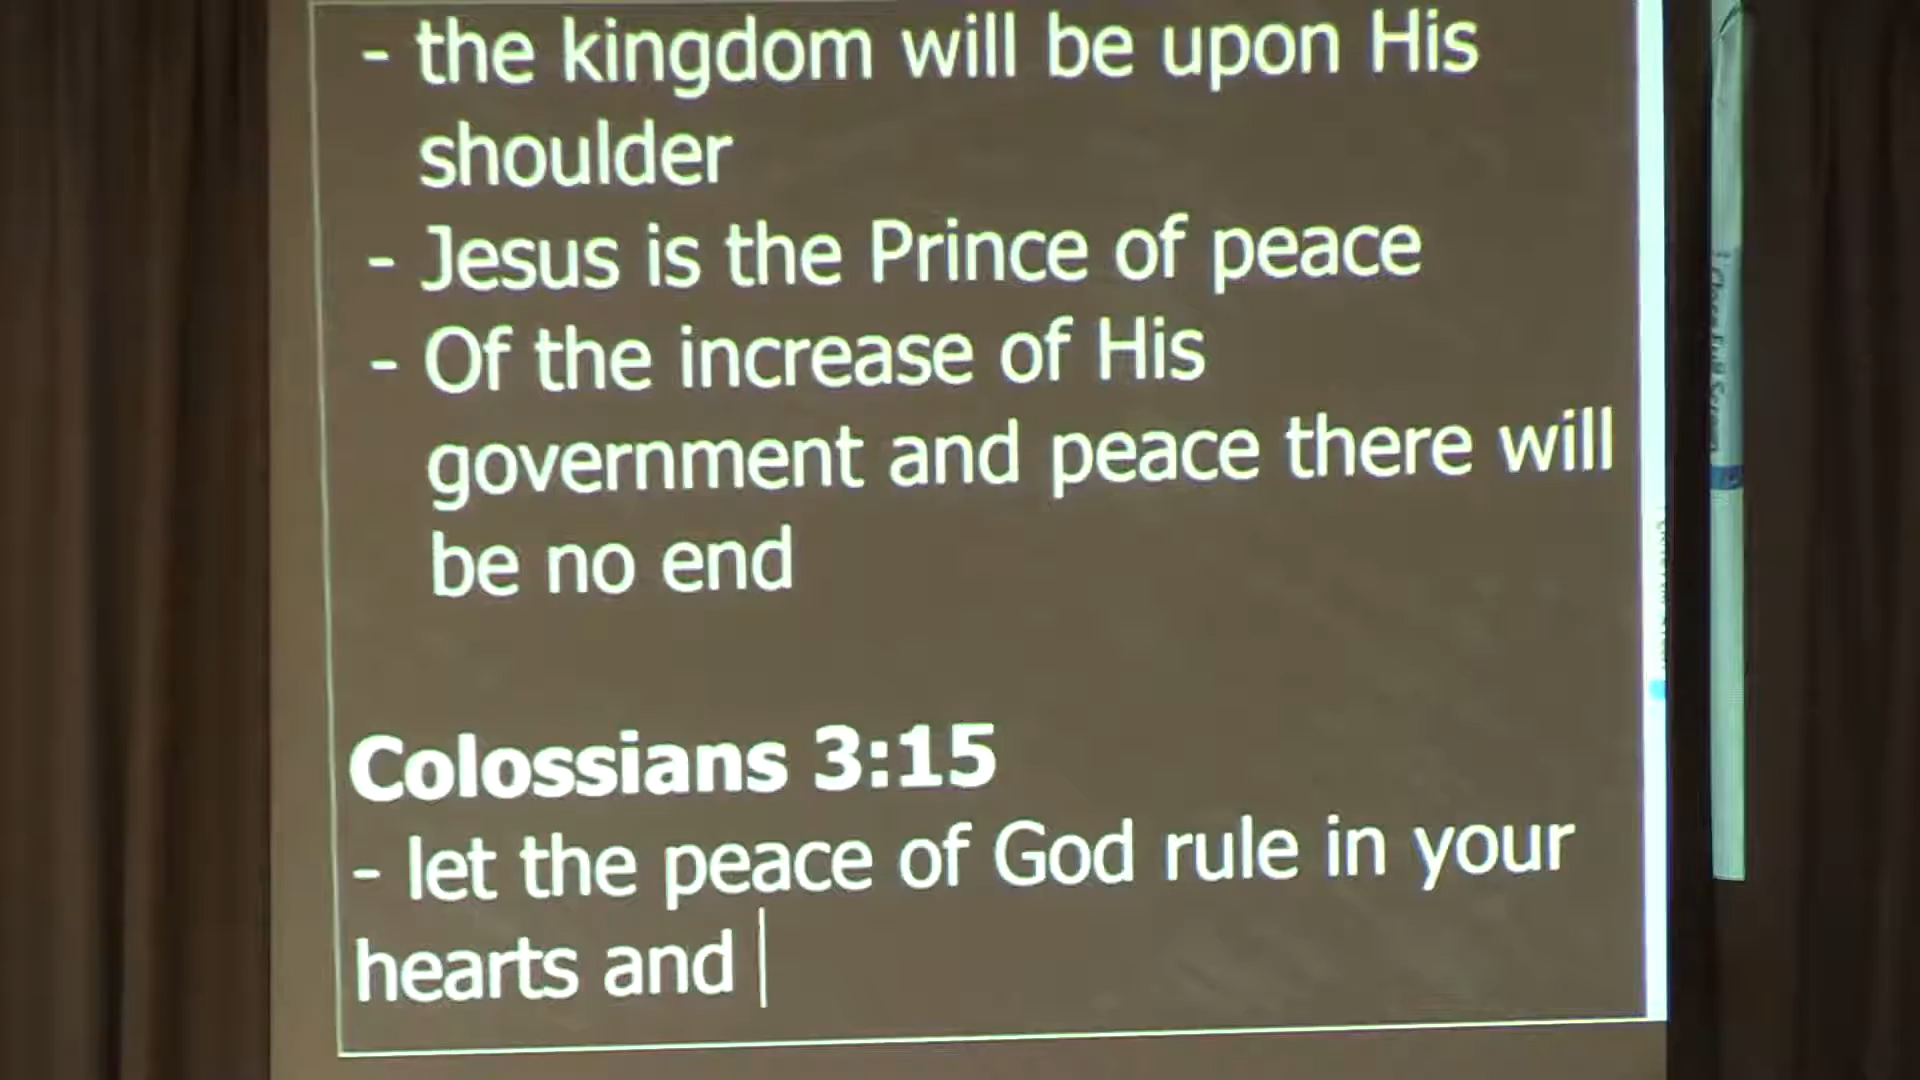 - the kingdom will be upon His
shoulder
- Jesus is the Prince of peace
- Of the increase of His
government and peace there will
be no end
Colossians 3:15
- let the peace of God rule in your
hearts and